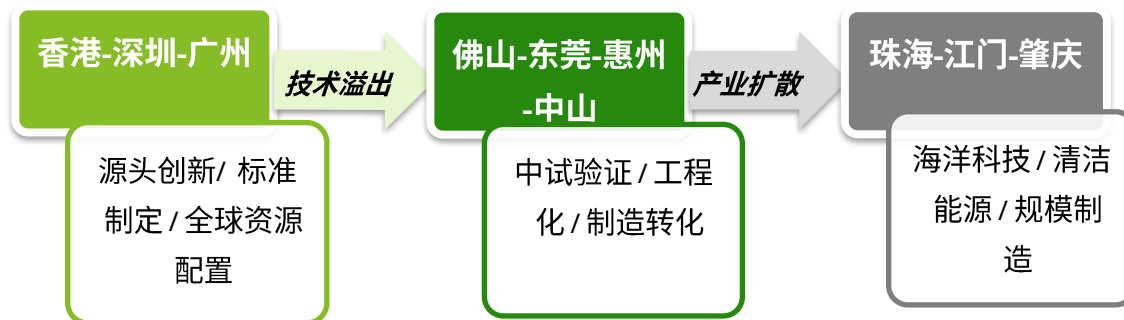 香港-深圳-广州
源头创新/ 标准
制定 / 全球资源
配置
技术溢出
佛山-东莞-惠州
-中山
中试验证 / 工程
化 / 制造转化
产业扩散
珠海-江门-肇庆
海洋科技 / 清洁
能源 / 规模制
造